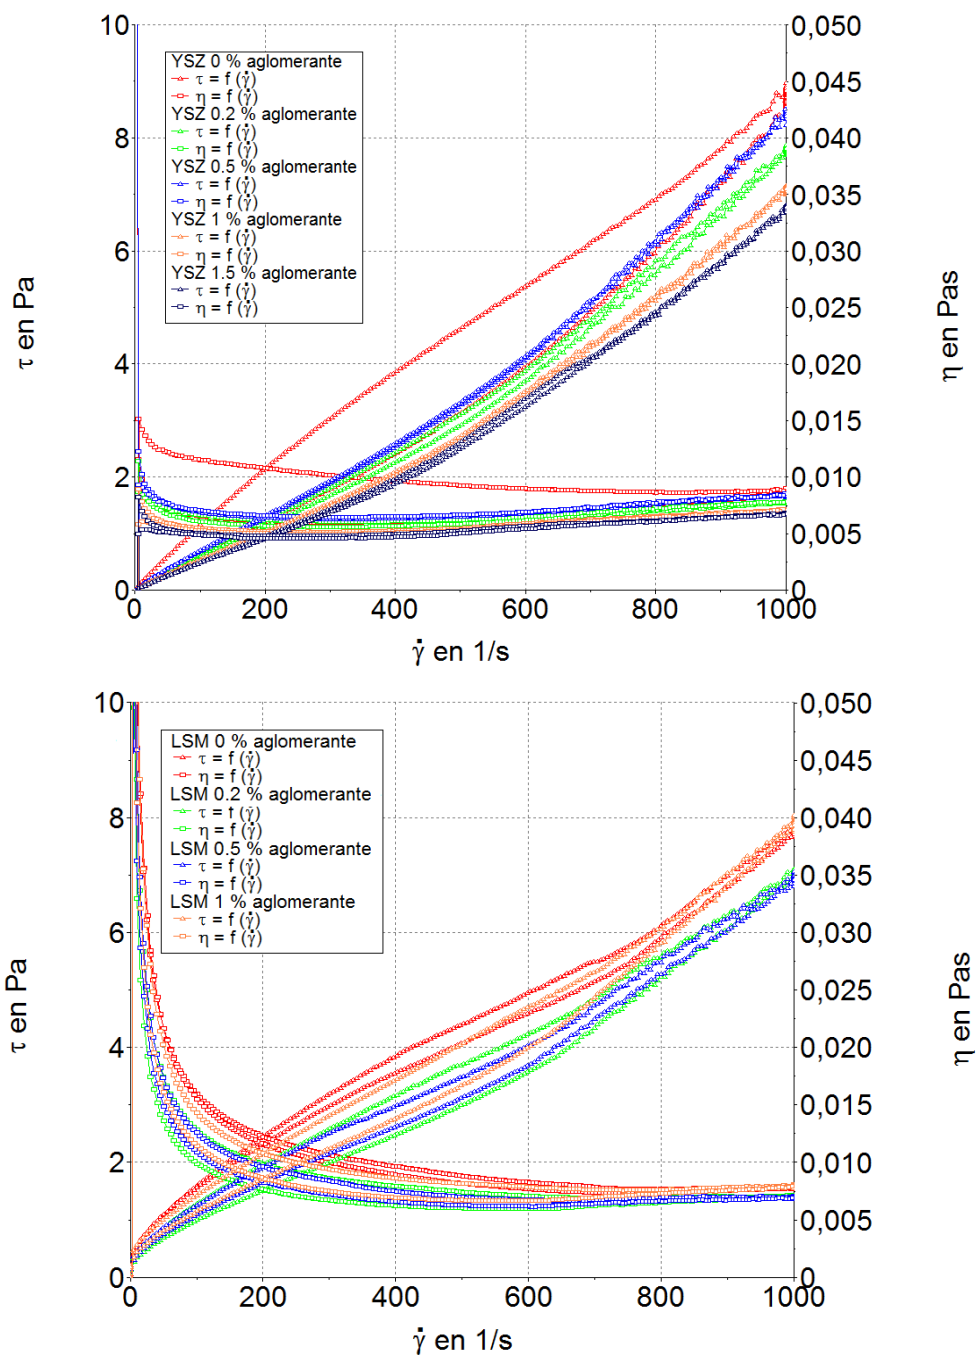 10
8
6
4
2
0
τ en Pa
YSZ 0 % aglomerante
τ = f (γ̇)
η = f (γ̇)
YSZ 0.2 % aglomerante
τ = f (γ̇)
η = f (γ̇)
YSZ 0.5 % aglomerante
τ = f (γ̇)
η = f (γ̇)
YSZ 1 % aglomerante
τ = f (γ̇)
η = f (γ̇)
YSZ 1.5 % aglomerante
τ = f (γ̇)
η = f (γ̇)
0,050
0,045
0,040
0,035
0,030
0,025
0,020
0,015
0,010
0,005
0
η en Pas
0 200 400 600 800 1000
γ̇ en 1/s
10
8
6
4
2
0
τ en Pa
LSM 0 % aglomerante
τ = f (γ̇)
η = f (γ̇)
LSM 0.2 % aglomerante
τ = f (γ̇)
η = f (γ̇)
LSM 0.5 % aglomerante
τ = f (γ̇)
η = f (γ̇)
LSM 1 % aglomerante
τ = f (γ̇)
η = f (γ̇)
0,050
0,045
0,040
0,035
0,030
0,025
0,020
0,015
0,010
0,005
0
η en Pas
0 200 400 600 800 1000
γ̇ en 1/s